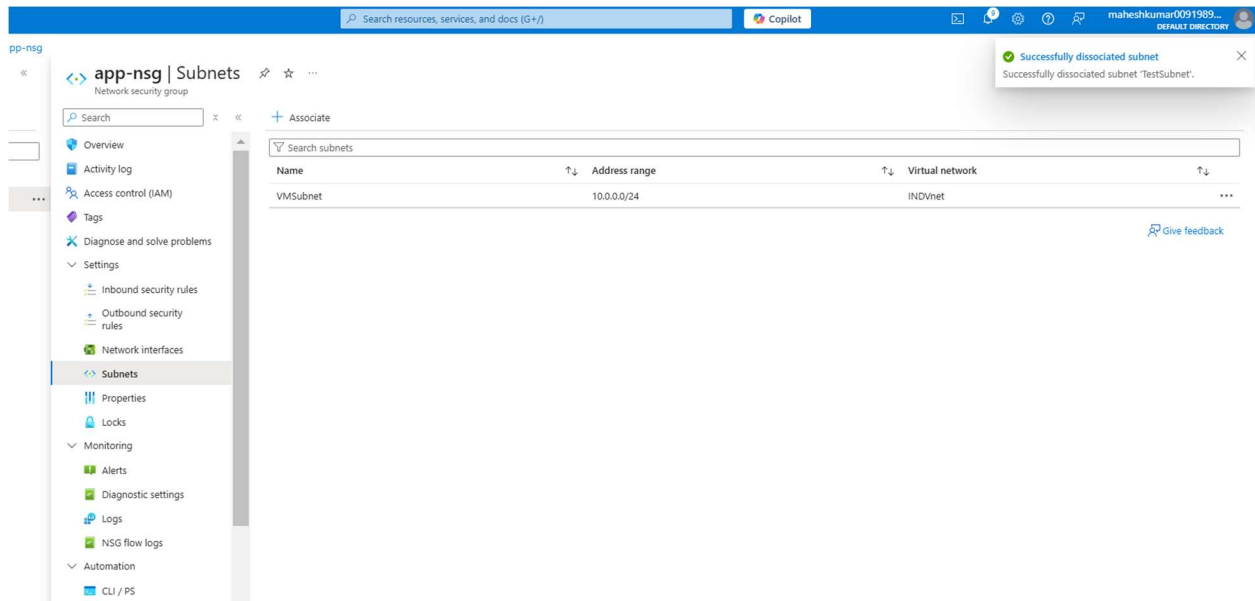 Search resources, services, and docs (G+/)
Copilot
9
maheshkumar0091989...
DEFAULT DIRECTORY
pp-nsg
Successfully dissociated subnet
Successfully dissociated subnet 'TestSubnet'.
app-nsg | Subnets
Network security group
Search
Associate
Overview
Activity log
Access control (IAM)
Tags
Diagnose and solve problems
Settings
Inbound security rules
Outbound security
rules
Network interfaces
Subnets
Properties
Locks
Monitoring
Alerts
Diagnostic settings
Logs
NSG flow logs
Automation
CLI / PS
Search subnets
Name Address range Virtual network
VMSubnet 10.0.0.0/24 INDVnet
Give feedback